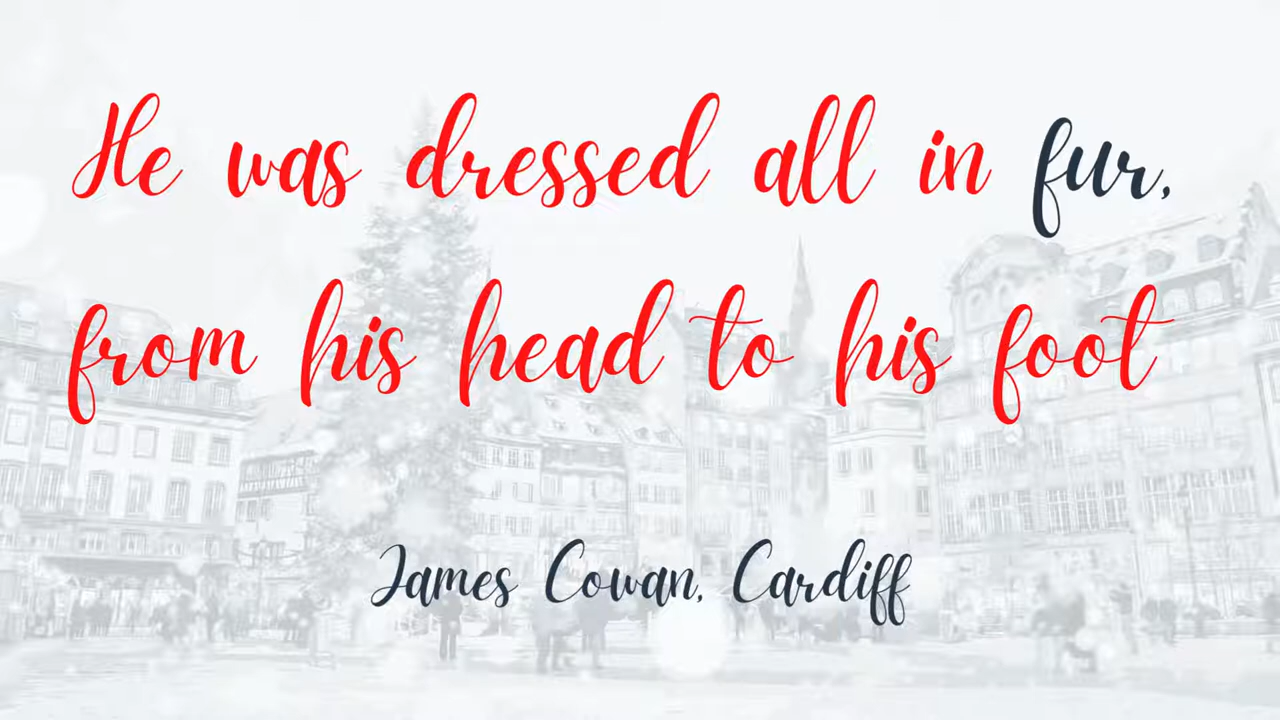 He was dressed all in fur,
from his head to his foot
James Cowan, Cardiff